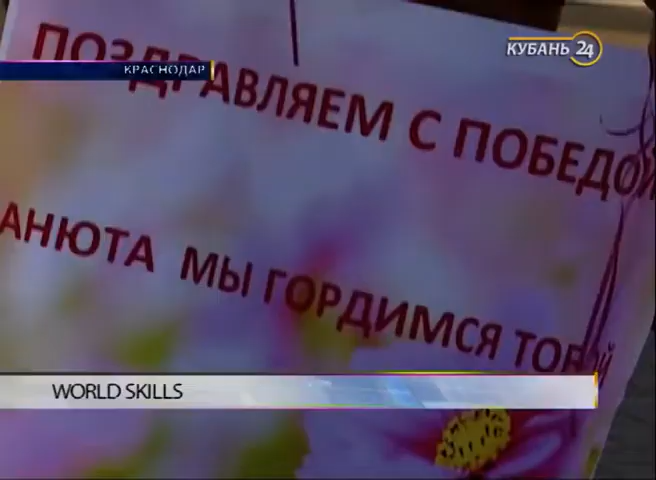 КУБАНЬ 24
КРАСНОДАР
ПОЗДРАВЛЯЕМ С ПОБЕДОЙ
АНЮТА МЫ ГОРДИМСЯ ТОБОЙ
WORLD SKILLS